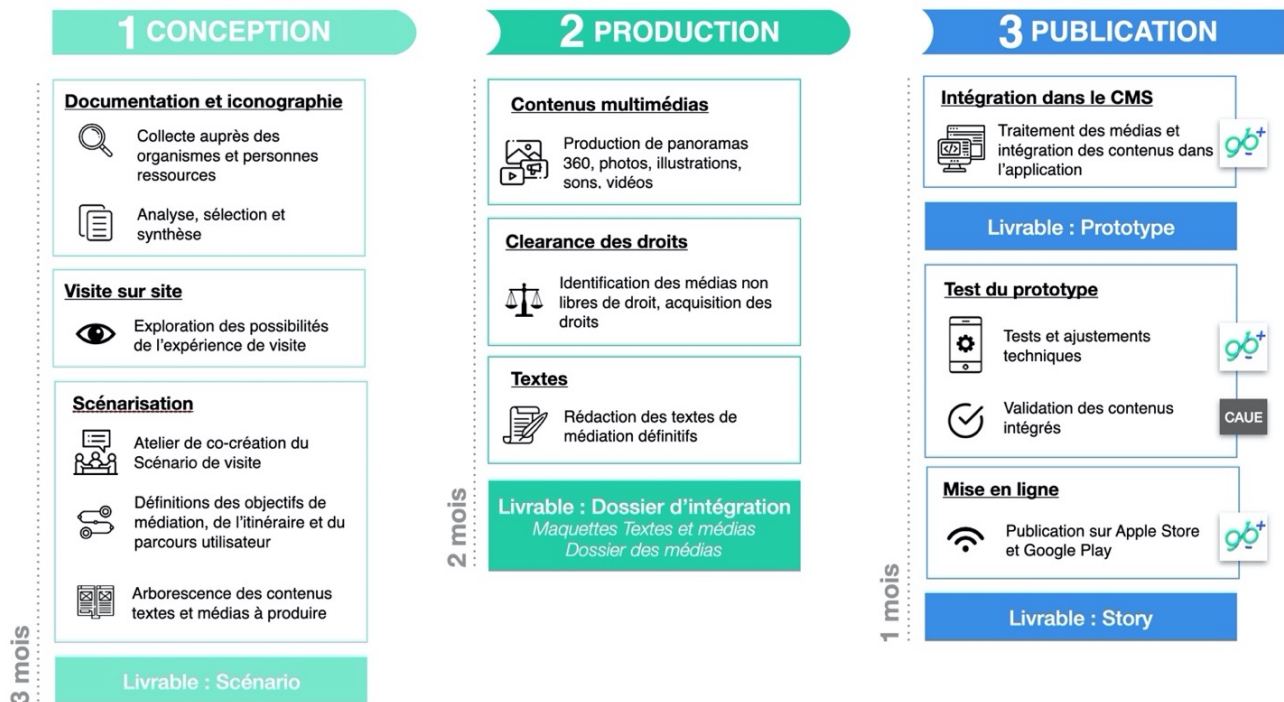 1 CONCEPTION
Documentation et iconographie
Collecte auprès des
organismes et personnes
ressources
Analyse, sélection et
synthèse
Visite sur site
Exploration des possibilités
de l'expérience de visite
Scénarisation
Atelier de co-création du
Scénario de visite
Définitions des objectifs de
médiation, de l'itinéraire et du
parcours utilisateur
Arborescence des contenus
textes et médias à produire
Livrable : Scénario
3 mois
2 PRODUCTION
Contenus multimédias
Production de panoramas
360, photos, illustrations,
sons, vidéos
Clearance des droits
Identification des médias non
libres de droit, acquisition des
droits
Textes
Rédaction des textes de
médiation définitifs
Livrable : Dossier d'intégration
Maquettes Textes et médias
Dossier des médias
2 mois
3 PUBLICATION
Intégration dans le CMS
Traitement des médias et
intégration des contenus dans
l'application
Livrable : Prototype
Test du prototype
Tests et ajustements
techniques
Validation des contenus
intégrés
CAUE
Mise en ligne
Publication sur Apple Store
et Google Play
Livrable : Story
1 mois